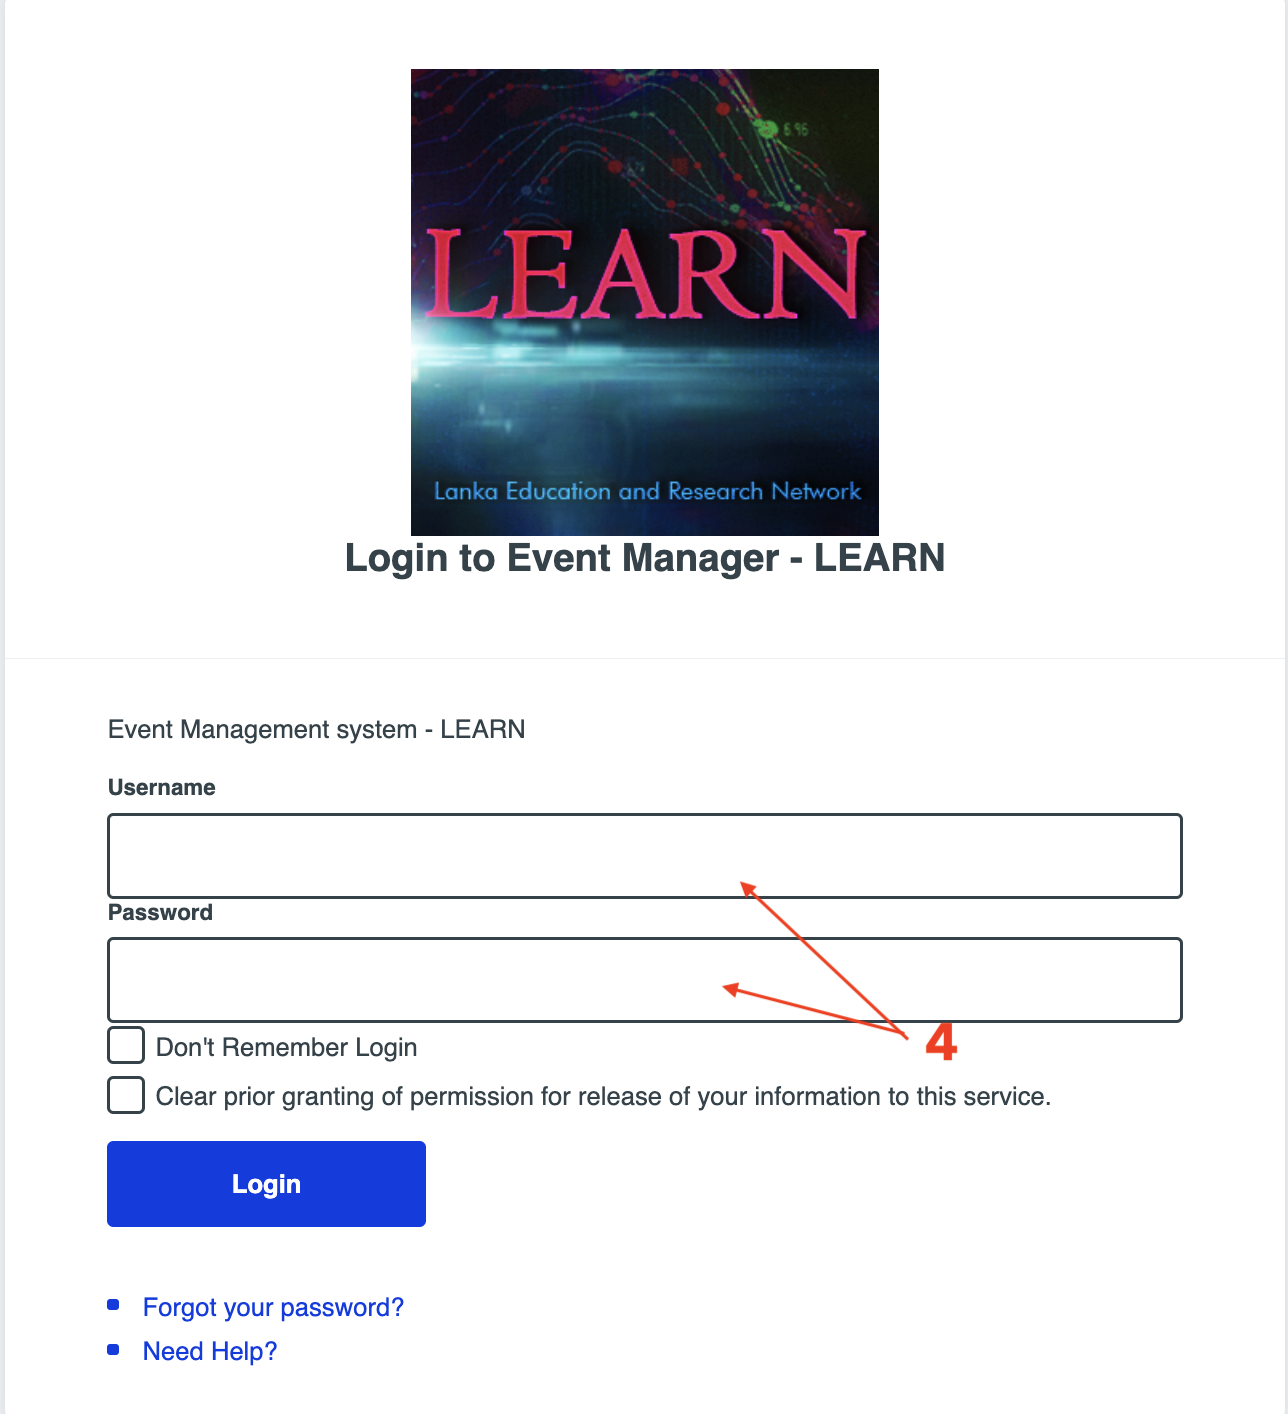 6.96
LEARN
Lanka Education and Research Network
Login to Event Manager - LEARN
Event Management system - LEARN
Username
Password
4
Don't Remember Login
Clear prior granting of permission for release of your information to this service.
Login
Forgot your password?
Need Help?